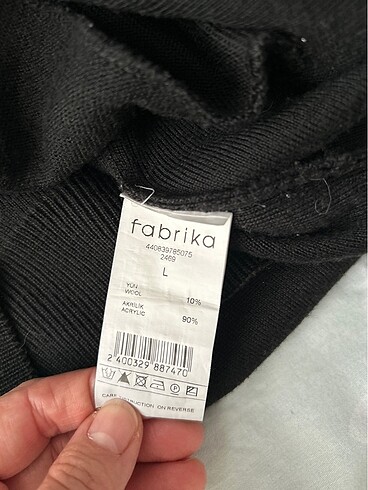 fabrika
440839785075
2469
L
YÜN
WOOL
10%
AKRİLİK
ACRYLIC
90%
2 400329 887470
CARE INSTRUCTION ON REVERSE